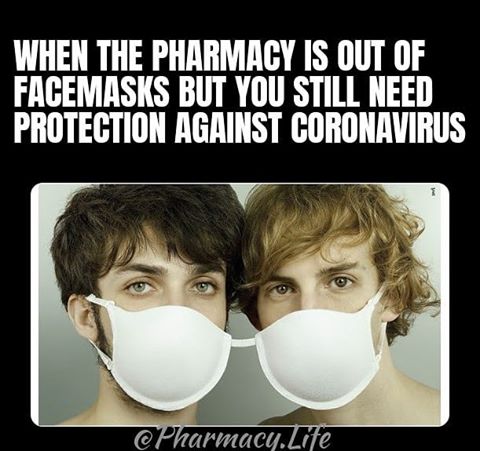 WHEN THE PHARMACY IS OUT OF
FACEMASKS BUT YOU STILL NEED
PROTECTION AGAINST CORONAVIRUS
@Pharmacy.Life